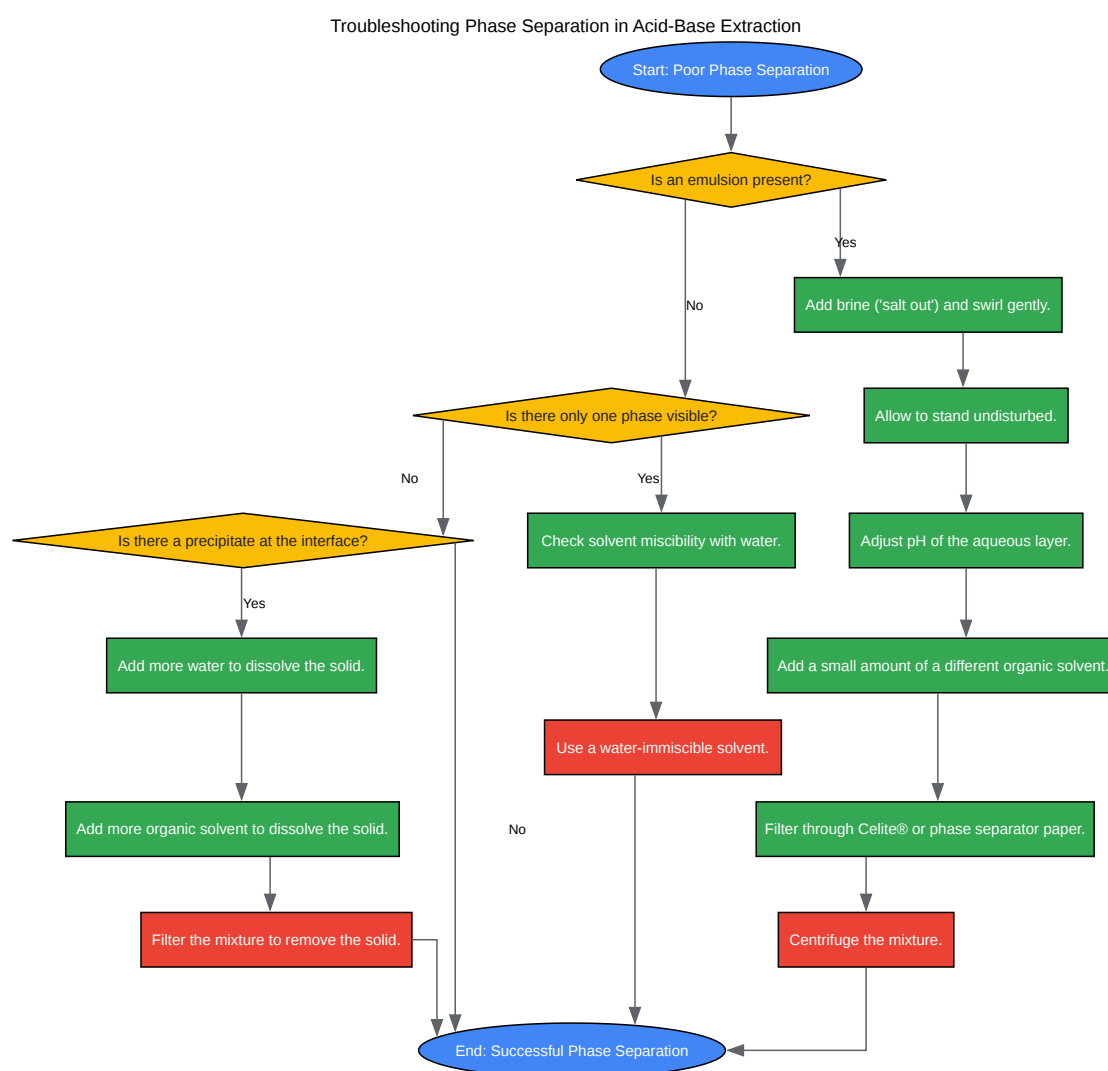 Troubleshooting Phase Separation in Acid-Base Extraction
Start: Poor Phase Separation
Is an emulsion present?
Yes
Add brine ('salt out') and swirl gently.
No
Is there only one phase visible?
Allow to stand undisturbed.
No
Yes
Is there a precipitate at the interface?
Check solvent miscibility with water.
Adjust pH of the aqueous layer.
Yes
Add more water to dissolve the solid.
Add a small amount of a different organic solvent.
Use a water-immiscible solvent.
Add more organic solvent to dissolve the solid.
No
Filter through Celite® or phase separator paper.
Filter the mixture to remove the solid.
Centrifuge the mixture.
End: Successful Phase Separation